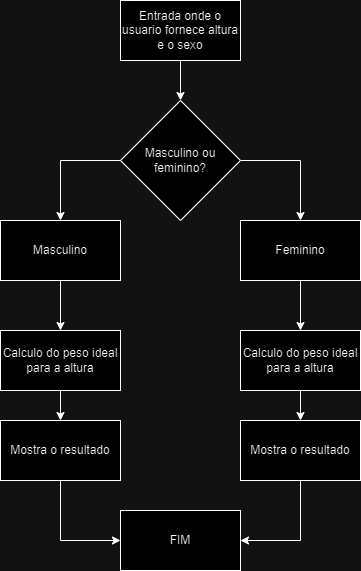 Entrada onde o
usuario fornece altura
e o sexo
Masculino ou
feminino?
Masculino
Feminino
Calculo do peso ideal
para a altura
Calculo do peso ideal
para a altura
Mostra o resultado
Mostra o resultado
FIM